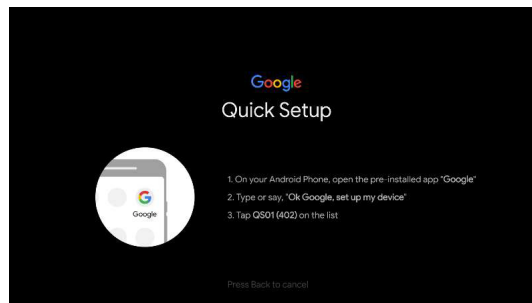 Google
Quick Setup
1. On your Android Phone, open the pre-installed app "Google"
2. Type or say, "Ok Google, set up my device"
3. Tap QS01 (402) on the list
G
Google
Press Back to cancel